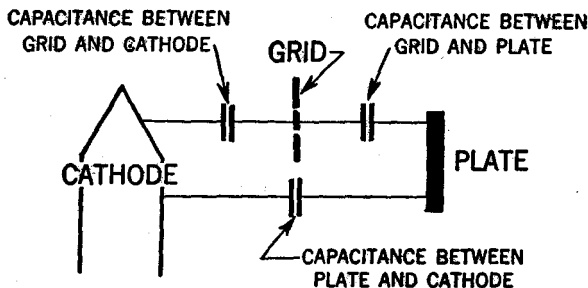 CAPACITANCE BETWEEN
GRID AND CATHODE
CAPACITANCE BETWEEN
GRID AND PLATE
GRID
CATHODE
PLATE
CAPACITANCE BETWEEN
PLATE AND CATHODE